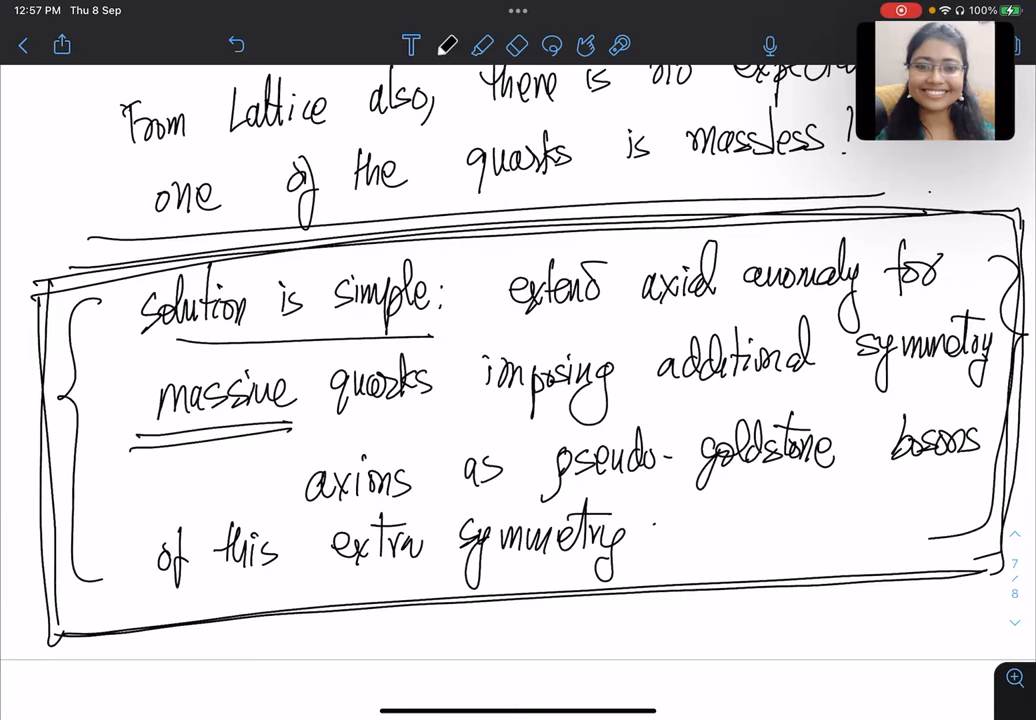 12:57 PM Thu 8 Sep
100%
From Lattice also, there is no
one of the quarks is massless!
solution is simple: extend axial anomaly for
massive quarks imposing additional symmetry
axions as pseudo-goldstone bosons
of this extra symmetry.
7
/
8